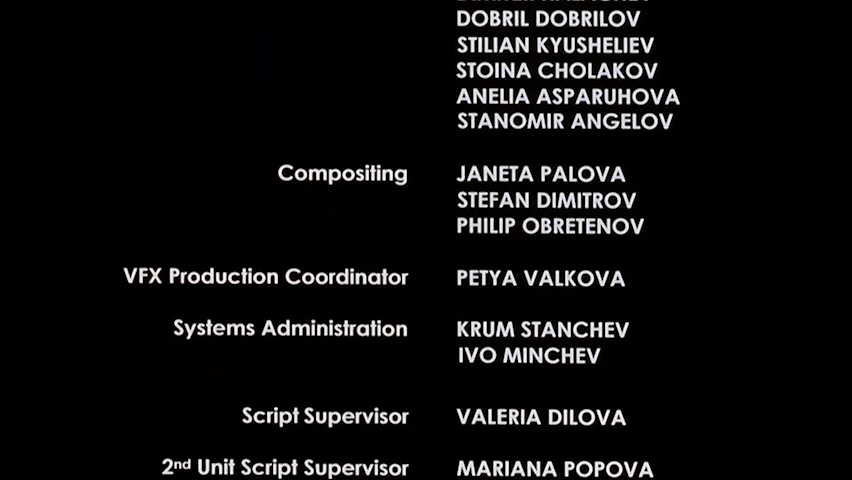 DOBRIL DOBRILOV
STILIAN KYUSHELIEV
STOINA CHOLAKOV
ANELIA ASPARUHOVA
STANOMIR ANGELOV
Compositing JANETA PALOVA
STEFAN DIMITROV
PHILIP OBRETENOV
VFX Production Coordinator PETYA VALKOVA
Systems Administration KRUM STANCHEV
IVO MINCHEV
Script Supervisor VALERIA DILOVA
2nd Unit Script Supervisor MARIANA POPOVA